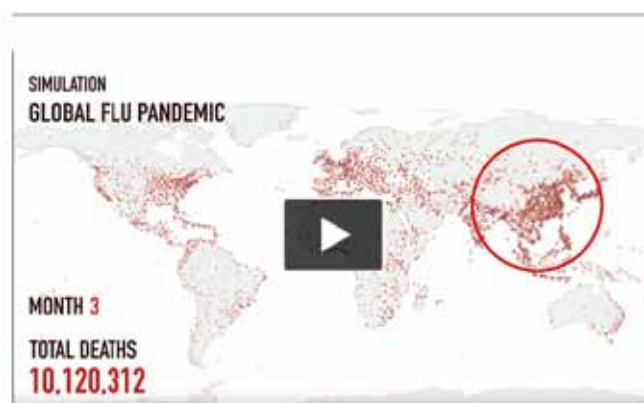 SIMULATION
GLOBAL FLU PANDEMIC
MONTH 3
TOTAL DEATHS
10,120,312